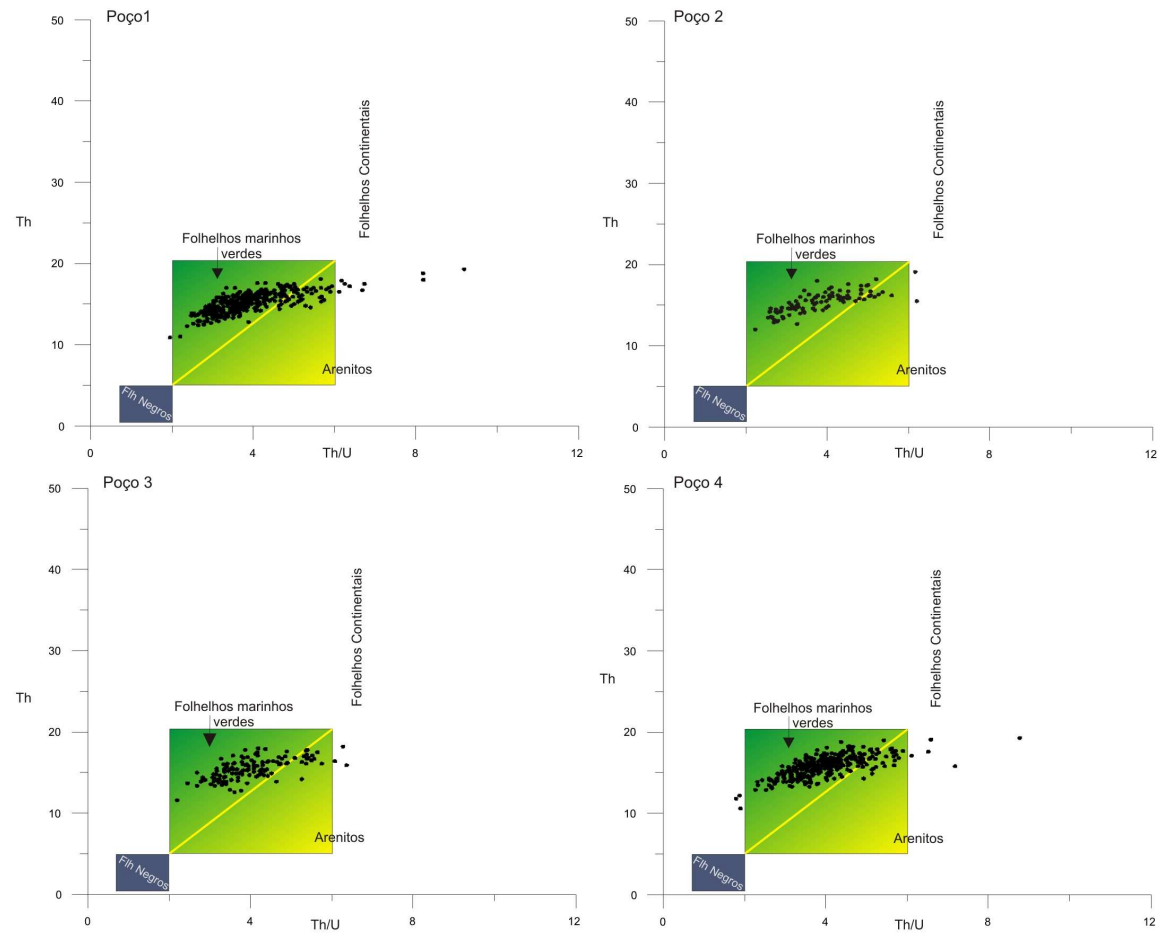 Poço1
50
40
30
20
10
0
Th
Folhelhos Continentais
Folhelhos marinhos
verdes
Arenitos
Flh Negros
0
4
Th/U
8
12
Poço 2
50
40
30
20
10
0
Folhelhos Continentais
Folhelhos marinhos
verdes
Arenitos
Flh Negros
0
4
Th/U
8
12
Poço 3
50
40
30
20
10
0
Th
Folhelhos Continentais
Folhelhos marinhos
verdes
Arenitos
Flh Negros
0
4
Th/U
8
12
Poço 4
50
40
30
20
10
0
Th
Folhelhos Continentais
Folhelhos marinhos
verdes
Arenitos
Flh Negros
0
4
Th/U
8
12